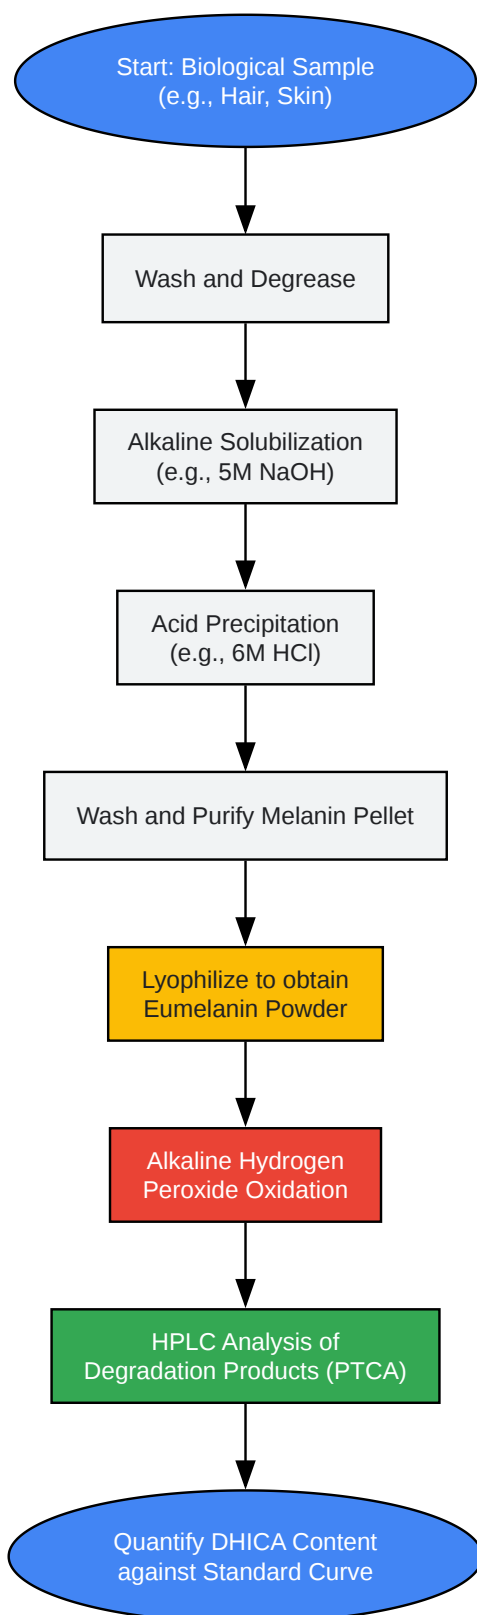 Start: Biological Sample
(e.g., Hair, Skin)
Wash and Degrease
Alkaline Solubilization
(e.g., 5M NaOH)
Acid Precipitation
(e.g., 6M HCl)
Wash and Purify Melanin Pellet
Lyophilize to obtain
Eumelanin Powder
Alkaline Hydrogen
Peroxide Oxidation
HPLC Analysis of
Degradation Products (PTCA)
Quantify DHICA Content
against Standard Curve